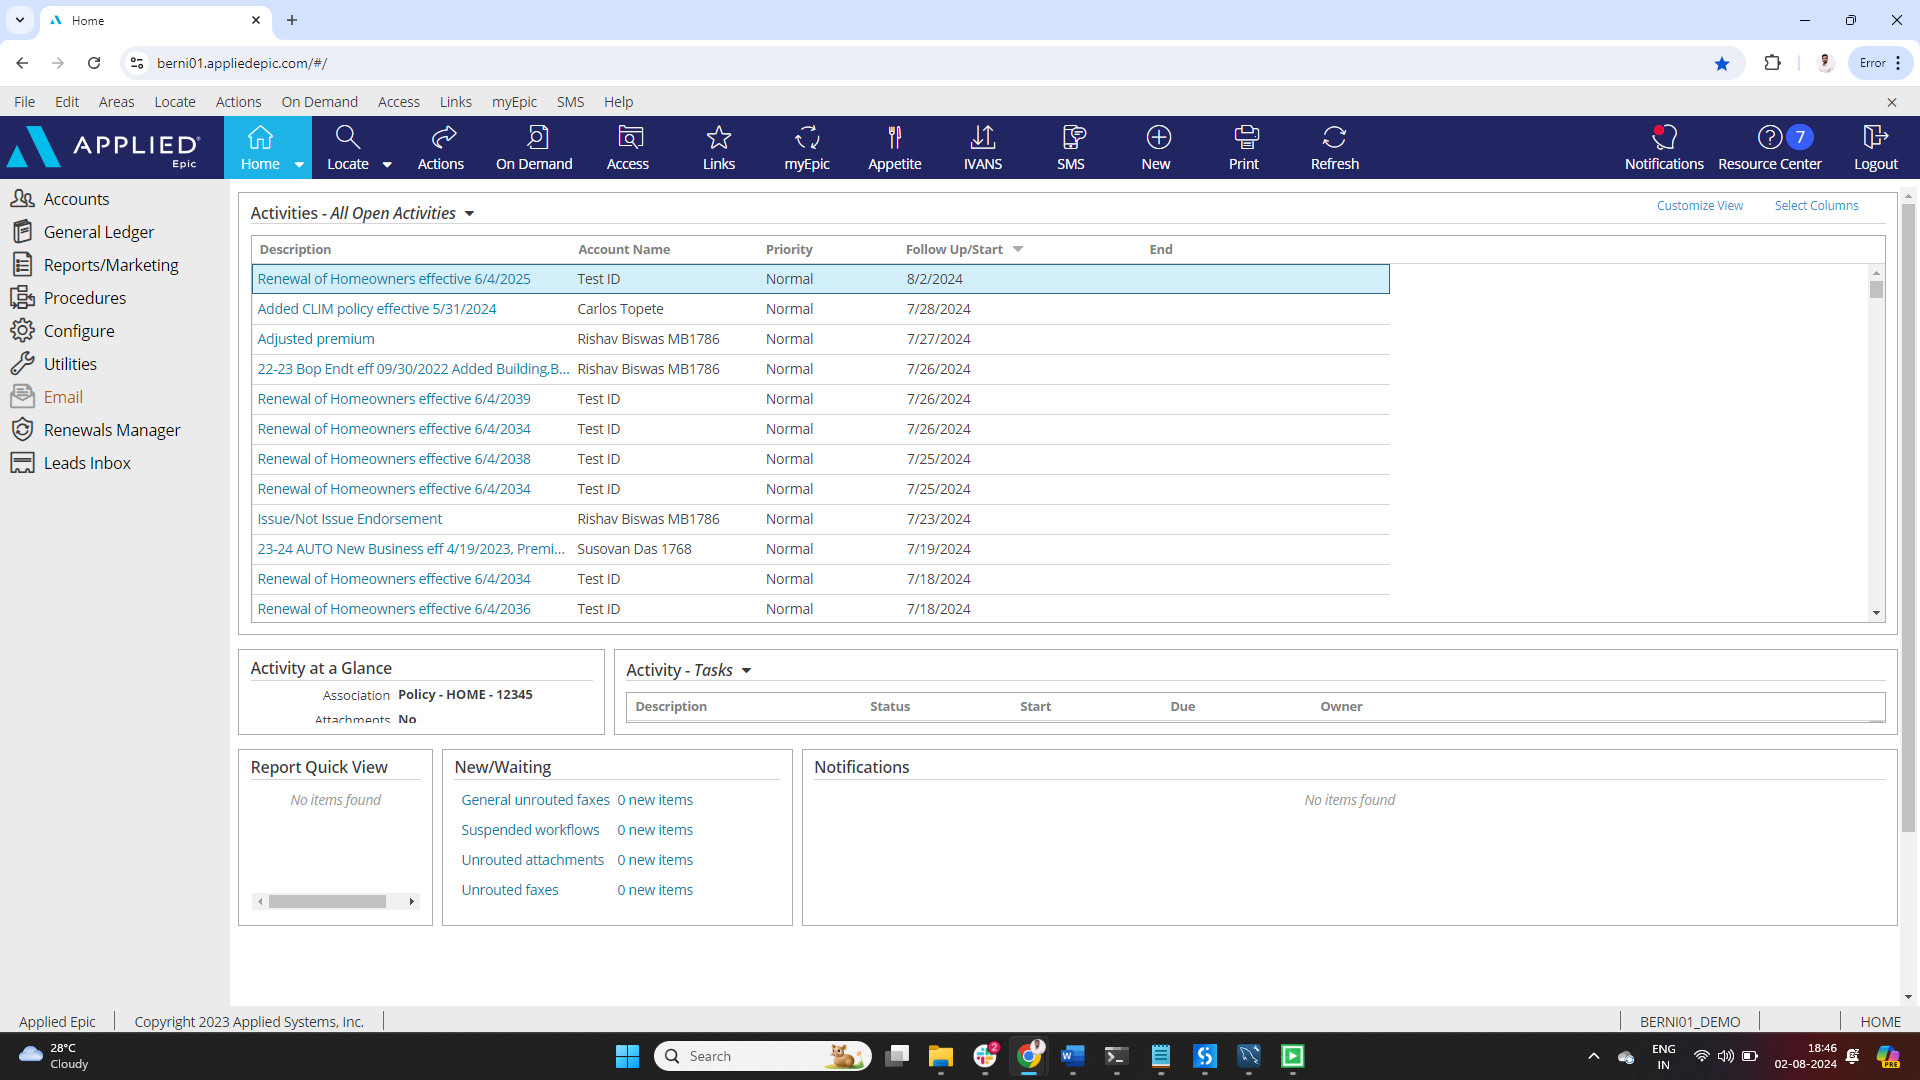 Home
berni01.appliedepic.com/#/
Error
File Edit Areas Locate Actions On Demand Access Links myEpic SMS Help
APPLIED
Epic
Home Locate Actions On Demand Access Links myEpic Appetite IVANS SMS New Print Refresh Notifications Resource Center 7 Logout
Accounts
General Ledger
Reports/Marketing
Procedures
Configure
Utilities
Email
Renewals Manager
Leads Inbox
Activities - All Open Activities
Customize View Select Columns
Description Account Name Priority Follow Up/Start End
Renewal of Homeowners effective 6/4/2025 Test ID Normal 8/2/2024
Added CLIM policy effective 5/31/2024 Carlos Topete Normal 7/28/2024
Adjusted premium Rishav Biswas MB1786 Normal 7/27/2024
22-23 Bop Endt eff 09/30/2022 Added Building,B... Rishav Biswas MB1786 Normal 7/26/2024
Renewal of Homeowners effective 6/4/2039 Test ID Normal 7/26/2024
Renewal of Homeowners effective 6/4/2034 Test ID Normal 7/26/2024
Renewal of Homeowners effective 6/4/2038 Test ID Normal 7/25/2024
Renewal of Homeowners effective 6/4/2034 Test ID Normal 7/25/2024
Issue/Not Issue Endorsement Rishav Biswas MB1786 Normal 7/23/2024
23-24 AUTO New Business eff 4/19/2023, Premi... Susovan Das 1768 Normal 7/19/2024
Renewal of Homeowners effective 6/4/2034 Test ID Normal 7/18/2024
Renewal of Homeowners effective 6/4/2036 Test ID Normal 7/18/2024
Activity at a Glance
Association Policy - HOME - 12345
Attachments No
Activity - Tasks
Description Status Start Due Owner
Report Quick View
No items found
New/Waiting
General unrouted faxes 0 new items
Suspended workflows 0 new items
Unrouted attachments 0 new items
Unrouted faxes 0 new items
Notifications
No items found
Applied Epic Copyright 2023 Applied Systems, Inc. BERNI01_DEMO HOME
28°C
Cloudy
Search
2
ENG
IN
18:46
02-08-2024
PRE